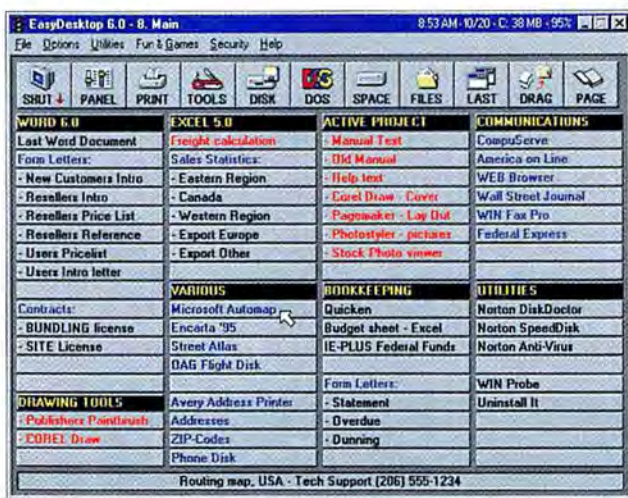 EasyDesktop 6.0 - 8. Main 8:53 AM-10/20 - C: 38 MB - 95%
File Options Utilities Fun & Games Security Help
SHUT PANEL PRINT TOOLS DISK DOS SPACE FILES LAST DRAG PAGE
WORD 6.0
Last Word Document
Form Letters:
- New Customers Intro
- Resellers Intro
- Resellers Price List
- Resellers Reference
- Users Pricelist
- Users Intro letter
Contracts:
- BUNDLING license
- SITE License
DRAWING TOOLS
- Publishers Paintbrush
- COREL Draw
EXCEL 5.0
Freight calculation
Sales Statistics:
- Eastern Region
- Canada
- Western Region
- Export Europe
- Export Other
VARIOUS
Microsoft Automap
Encarta '95
Street Atlas
OAG Flight Disk
Avery Address Printer
Addresses
ZIP-Codes
Phone Disk
ACTIVE PROJECT
- Manual Text
- Old Manual
- Help text
- Corel Draw - Cover
- Pagemaker - Lay Out
- Photostyler - pictures
- Stock Photo viewer
BOOKKEEPING
Quicken
Budget sheet - Excel
IE-PLUS Federal Funds
Form Letters:
- Statement
- Overdue
- Dunning
COMMUNICATIONS
CompuServe
America on Line
WEB Browser
Wall Street Journal
WIN Fax Pro
Federal Express
UTILITIES
Norton DiskDoctor
Norton SpeedDisk
Norton Anti-Virus
WIN Probe
Uninstall It
Routing map, USA - Tech Support (206) 555-1234